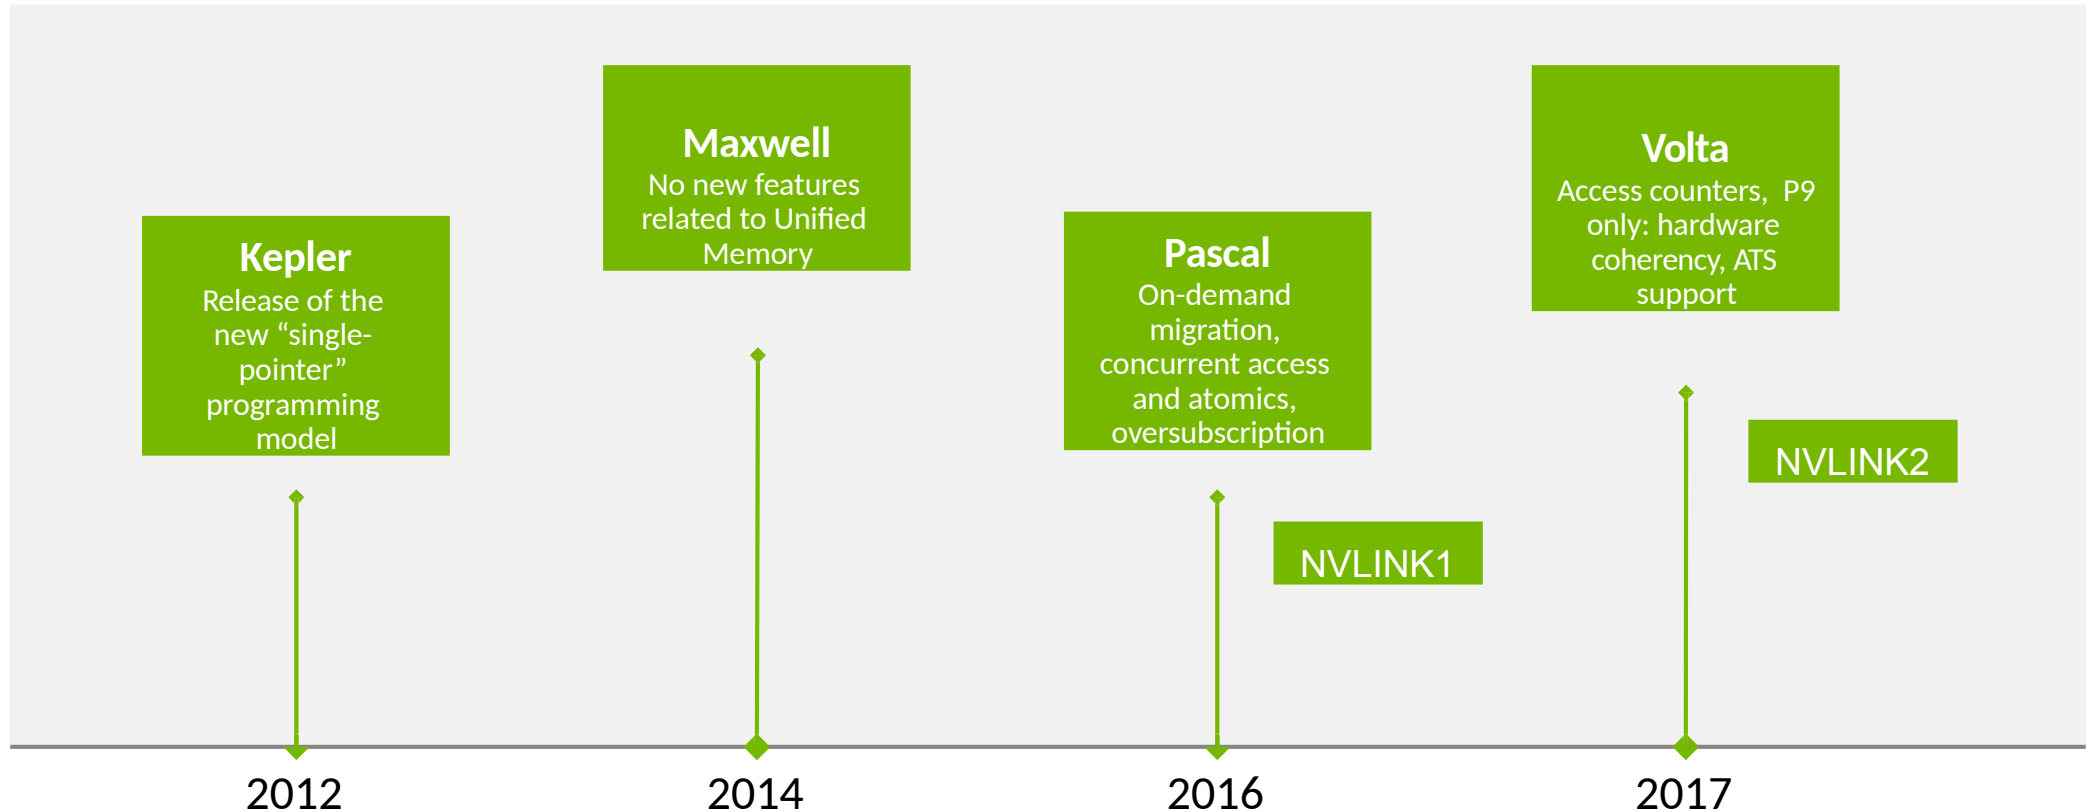 Kepler
Release of the
new “single-
pointer”
programming
model
Maxwell
No new features
related to Unified
Memory
Pascal
On-demand
migration,
concurrent access
and atomics,
oversubscription
NVLINK1
Volta
Access counters,  P9
only: hardware
coherency, ATS
support
NVLINK2
2012
2014
2016
2017